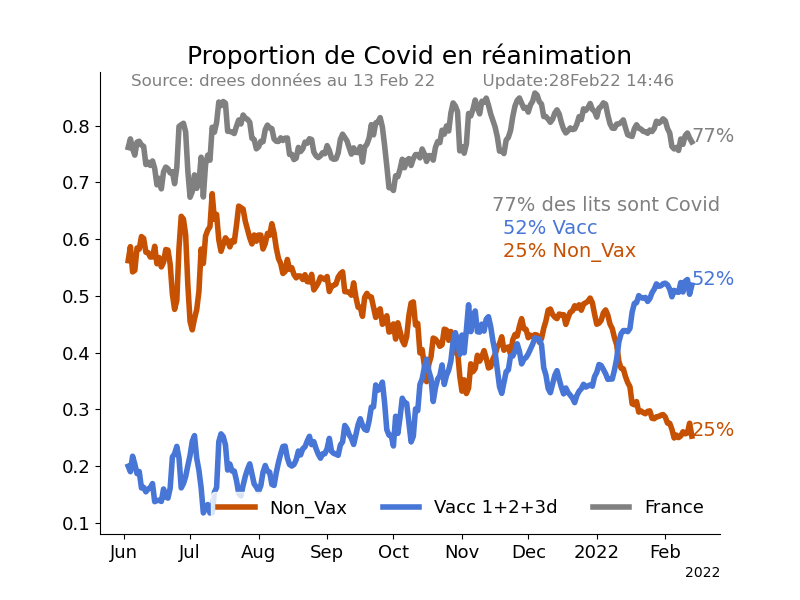 Proportion de Covid en réanimation
Source: drees données au 13 Feb 22 Update:28Feb22 14:46
0.8
0.7
0.6
0.5
0.4
0.3
0.2
0.1
77%
77% des lits sont Covid
52% Vacc
25% Non_Vax
52%
25%
Non_Vax Vacc 1+2+3d France
Jun Jul Aug Sep Oct Nov Dec 2022 Feb
2022